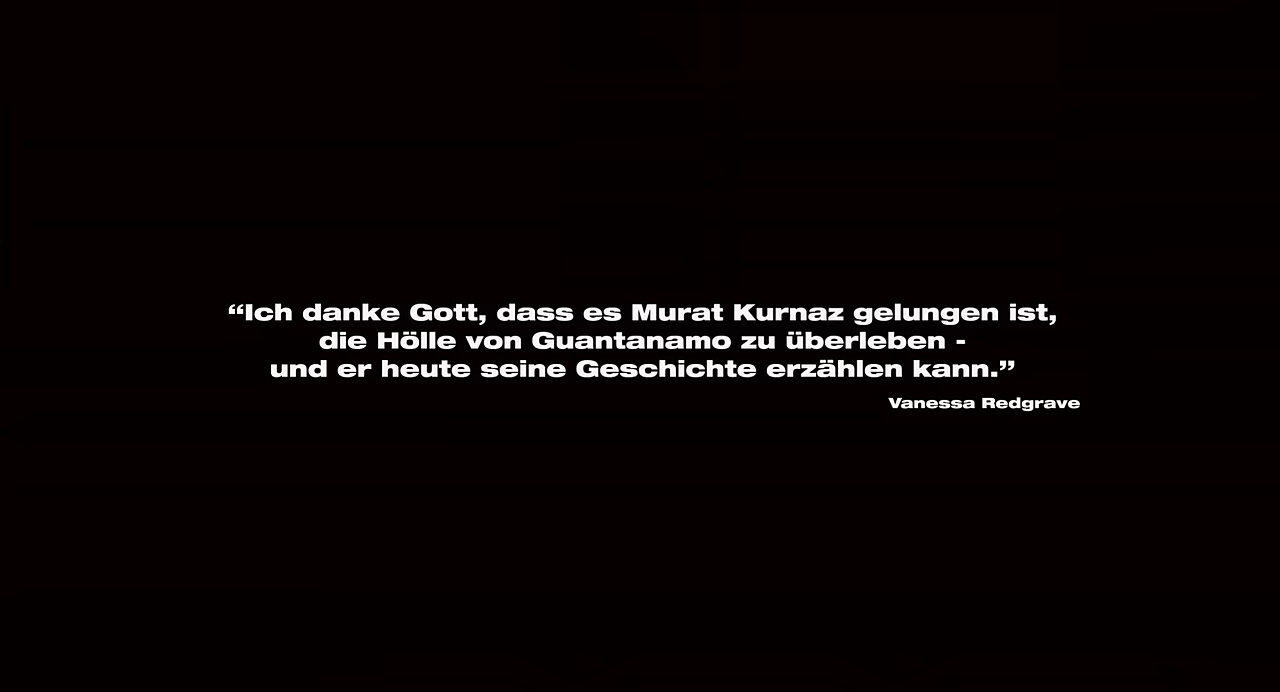 “Ich danke Gott, dass es Murat Kurnaz gelungen ist,
die Hölle von Guantanamo zu überleben -
und er heute seine Geschichte erzählen kann.”
Vanessa Redgrave